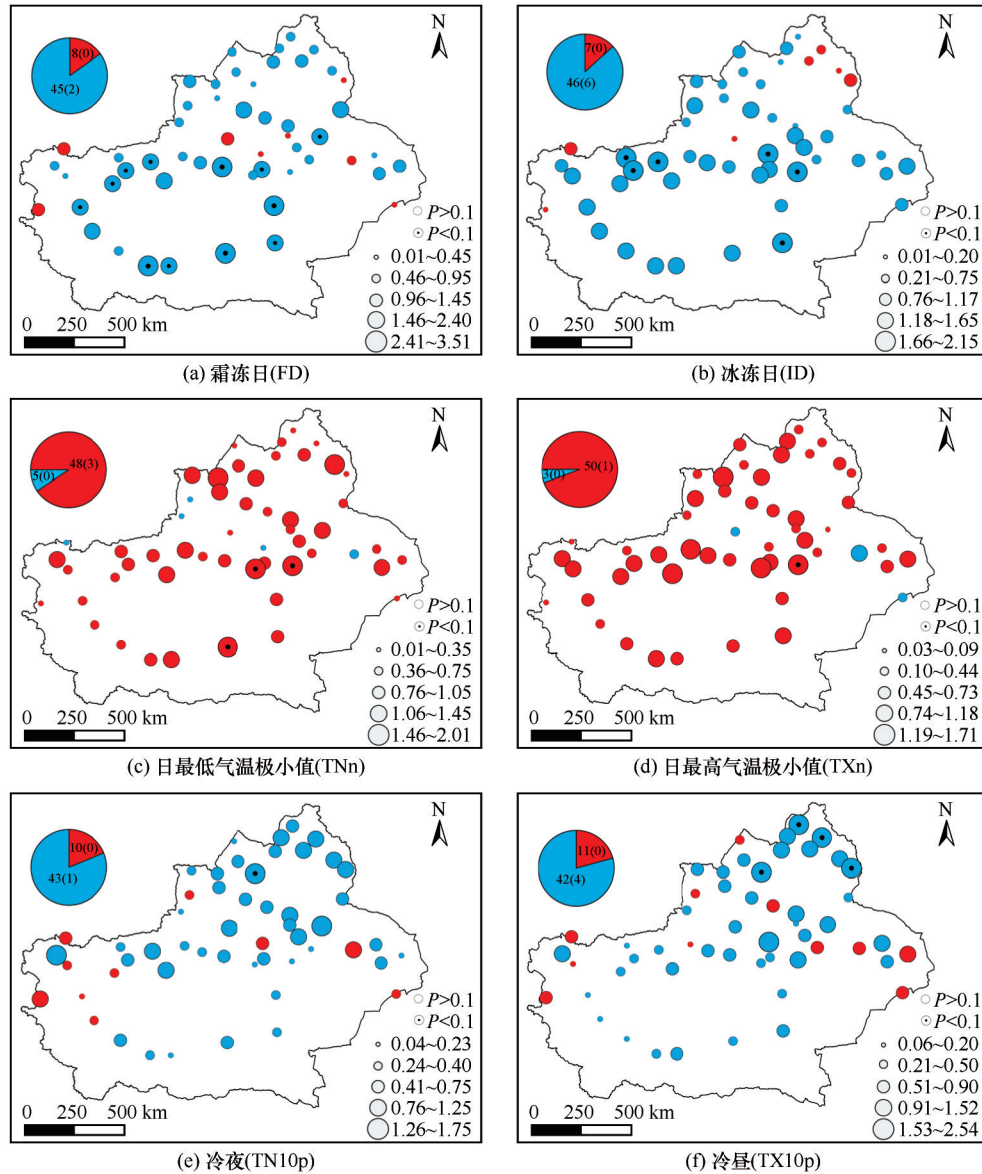 N
8(0)
45(2)
P>0.1
P<0.1
0.01~0.45
0.46~0.95
0.96~1.45
1.46~2.40
2.41~3.51
0 250 500 km
(a) 霜冻日(FD)
N
7(0)
46(6)
P>0.1
P<0.1
0.01~0.20
0.21~0.75
0.76~1.17
1.18~1.65
1.66~2.15
0 250 500 km
(b) 冰冻日(ID)
N
48(3)
5(0)
P>0.1
P<0.1
0.01~0.35
0.36~0.75
0.76~1.05
1.06~1.45
1.46~2.01
0 250 500 km
(c) 日最低气温极小值(TNn)
N
50(1)
3(0)
P>0.1
P<0.1
0.03~0.09
0.10~0.44
0.45~0.73
0.74~1.18
1.19~1.71
0 250 500 km
(d) 日最高气温极小值(TXn)
N
10(0)
43(1)
P>0.1
P<0.1
0.04~0.23
0.24~0.40
0.41~0.75
0.76~1.25
1.26~1.75
0 250 500 km
(e) 冷夜(TN10p)
N
11(0)
42(4)
P>0.1
P<0.1
0.06~0.20
0.21~0.50
0.51~0.90
0.91~1.52
1.53~2.54
0 250 500 km
(f) 冷昼(TX10p)